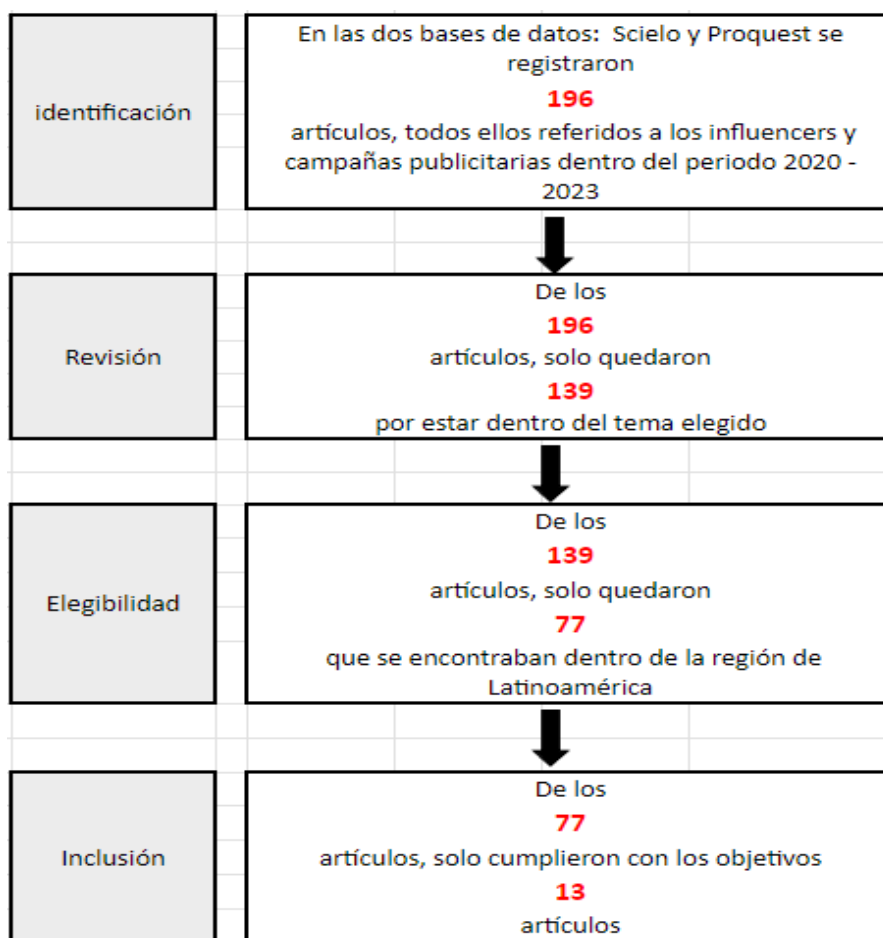 identificación
En las dos bases de datos: Scielo y Proquest se
registraron
196
artículos, todos ellos referidos a los influencers y
campañas publicitarias dentro del periodo 2020 -
2023
Revisión
De los
196
artículos, solo quedaron
139
por estar dentro del tema elegido
Elegibilidad
De los
139
artículos, solo quedaron
77
que se encontraban dentro de la región de
Latinoamérica
Inclusión
De los
77
artículos, solo cumplieron con los objetivos
13
artículos